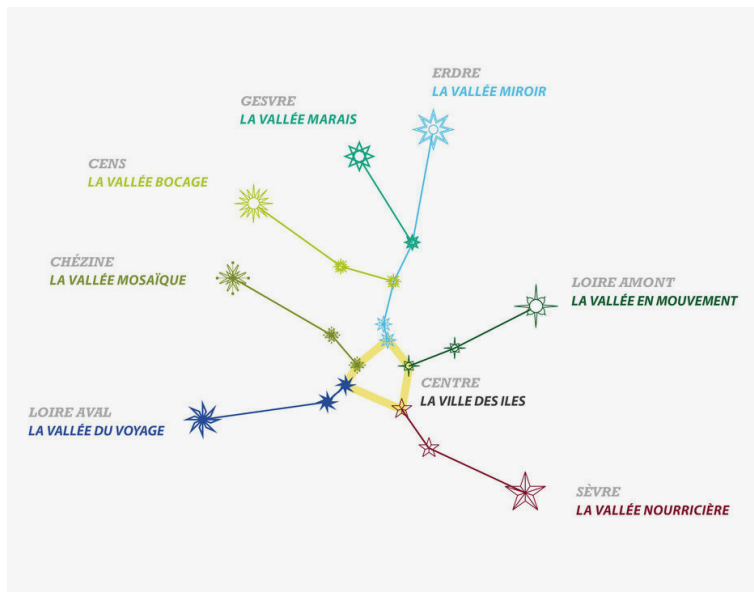 ERDRE
LA VALLÉE MIROIR
GESVRE
LA VALLÉE MARAIS
CENS
LA VALLÉE BOCAGE
CHÉZINE
LA VALLÉE MOSAÏQUE
LOIRE AMONT
LA VALLÉE EN MOUVEMENT
CENTRE
LA VILLE DES ILES
LOIRE AVAL
LA VALLÉE DU VOYAGE
SÈVRE
LA VALLÉE NOURRICIÈRE